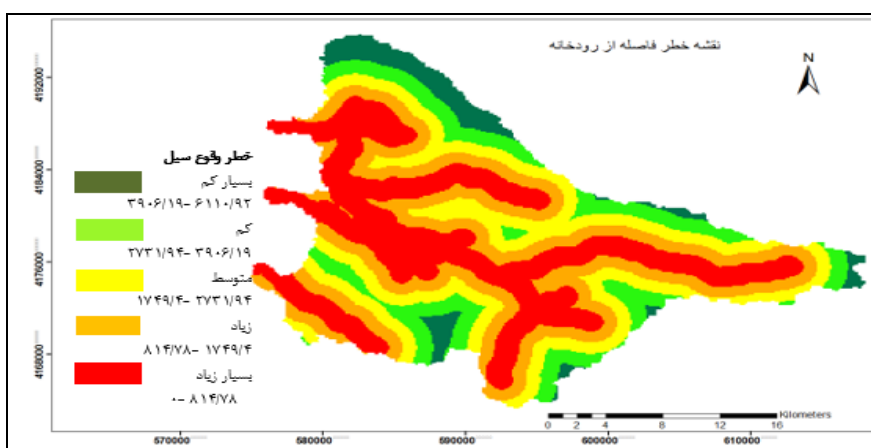 نقشه خطر فاصله از رودخانه
N
خطر وقوع سیل
بسیار کم
۳۹۰۶/۱۹ -۶۱۱۰/۹۲
کم
۲۷۳۱/۹۴ -۳۹۰۶/۱۹
متوسط
۱۷۴۹/۴ -۲۷۳۱/۹۴
زیاد
۸۱۴/۷۸ -۱۷۴۹/۴
بسیار زیاد
۰- ۸۱۴/۷۸
4192000
4184000
4176000
4168000
Kilometers
0 2 4 8 12 16
570000 580000 590000 600000 610000